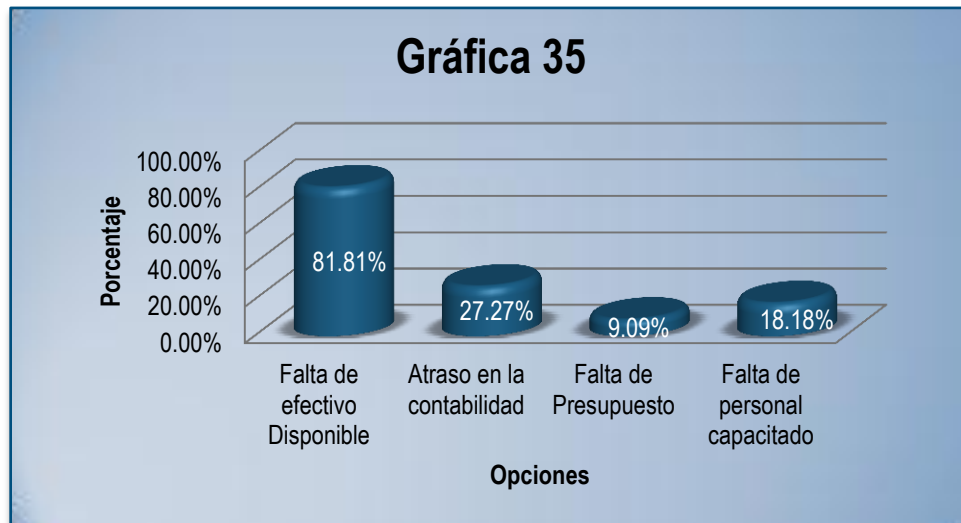 Gráfica 35
Porcentaje
100.00%
80.00%
60.00%
40.00%
20.00%
0.00%
81.81%
27.27%
9.09%
18.18%
Falta de
efectivo
Disponible
Atraso en la
contabilidad
Falta de
Presupuesto
Falta de
personal
capacitado
Opciones